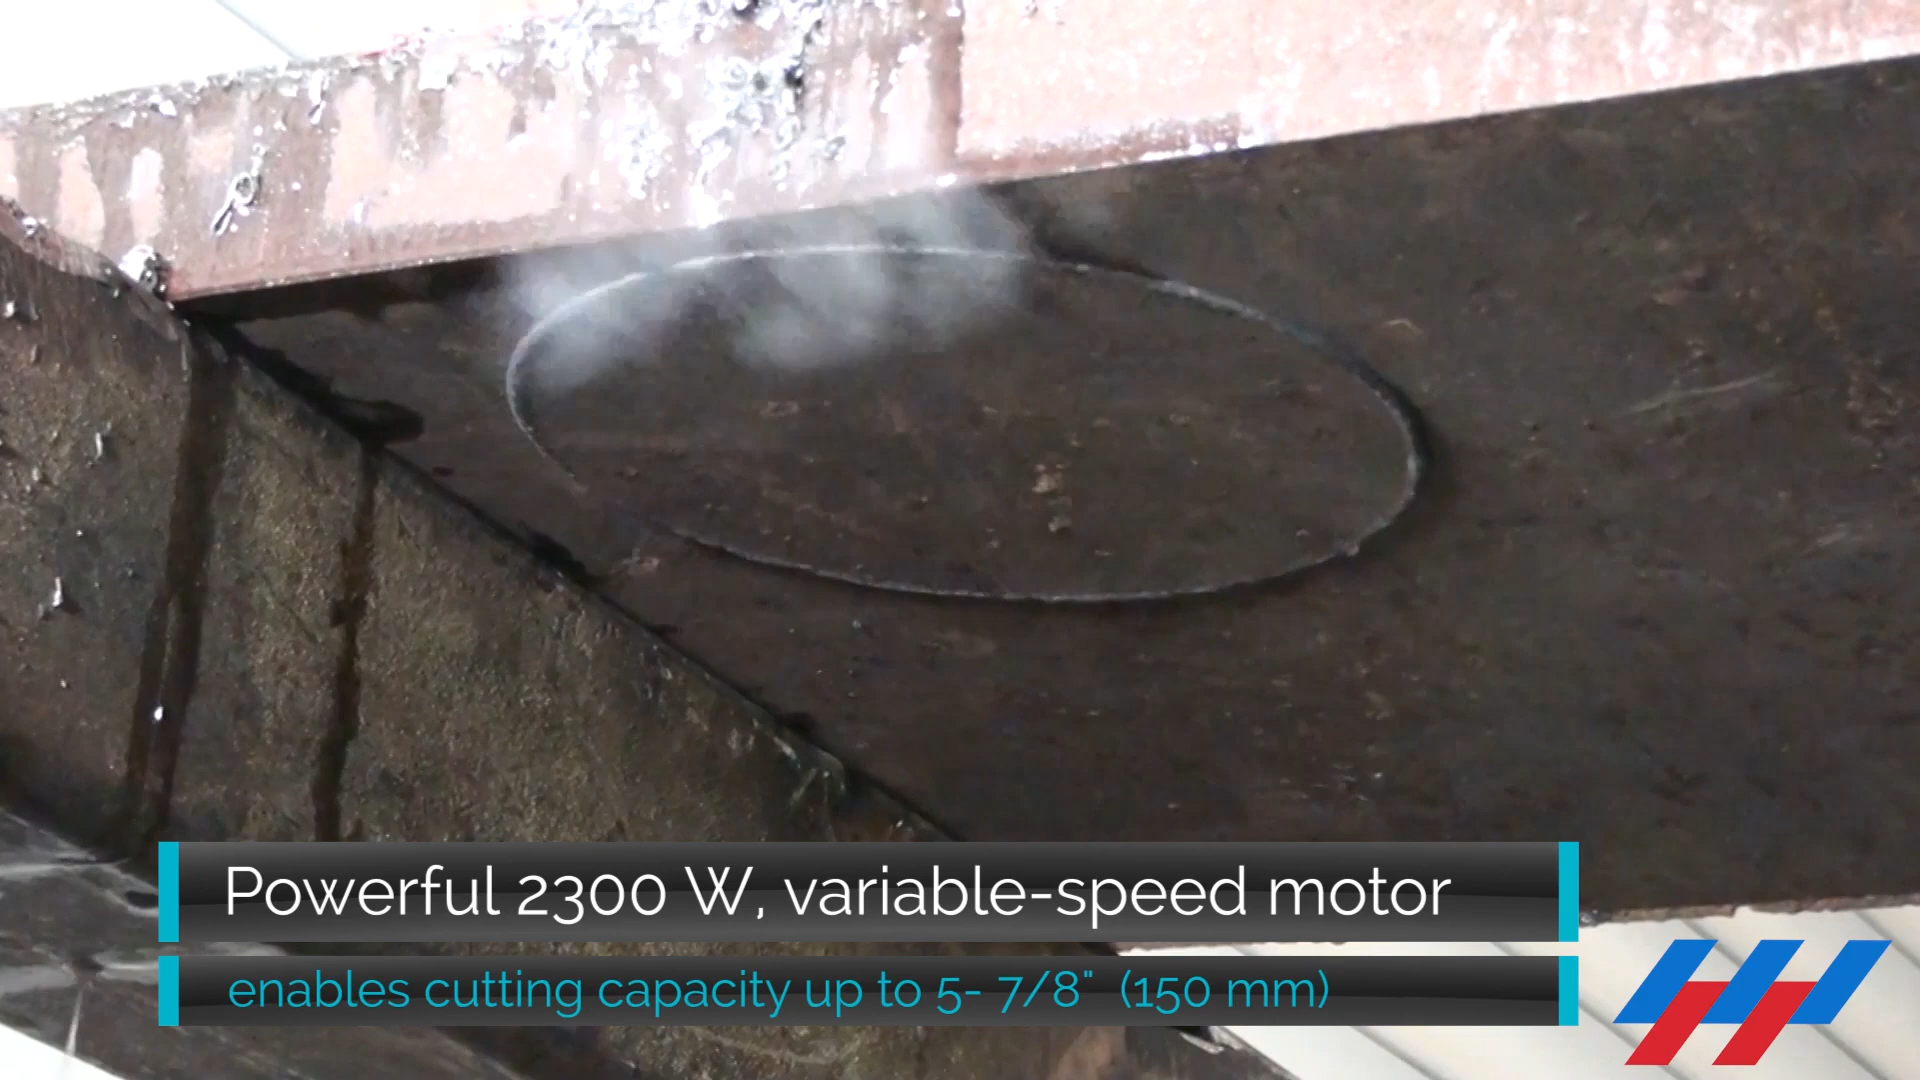 Powerful 2300 W, variable-speed motor
enables cutting capacity up to 5- 7/8" (150 mm)